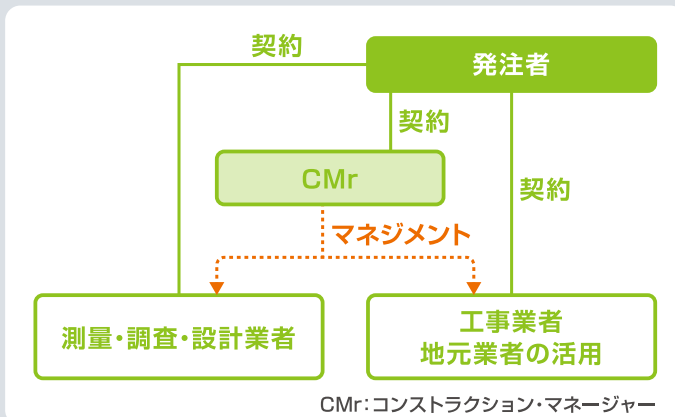 契約
発注者
契約
CMr
契約
マネジメント
測量・調査・設計業者
工事業者
地元業者の活用
CMr：コンストラクション・マネージャー